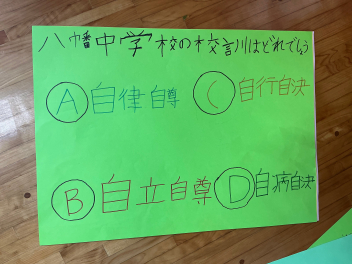 八幡中学校の校訓はどれでしょう
A 自律自尊
C 自行自決
B 自立自尊
D 自病自決